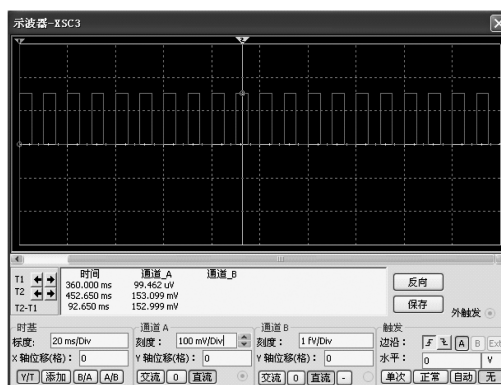 示波器-XSC3
时间 通道_A 通道_B
T1 360.000 ms 99.462 uV
T2 452.650 ms 153.099 mV
T2-T1 92.650 ms 152.999 mV
反向
保存
外触发
时基
标度: 20 ms/Div
X 轴位移(格): 0
Y/T 添加 B/A A/B
通道 A
刻度: 100 mV/Div
Y 轴位移(格): 0
交流 0 直流
通道 B
刻度: 1 fV/Div
Y 轴位移(格): 0
交流 0 直流 -
触发
边沿: A B Ext
水平: 0 V
单次 正常 自动 无